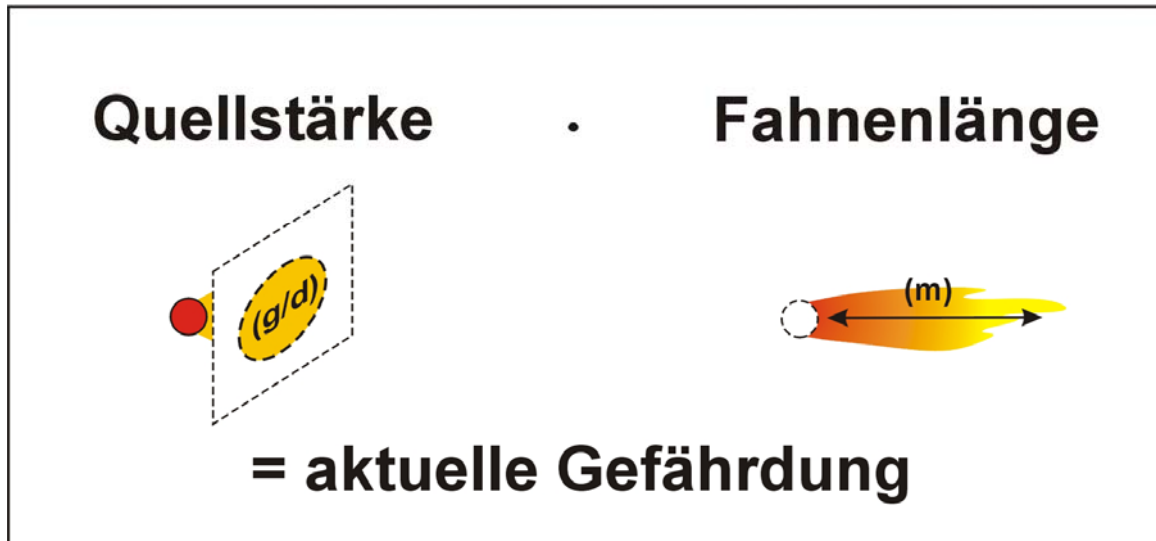 Quellstärke · Fahnenlänge
(g/d) (m)
= aktuelle Gefährdung